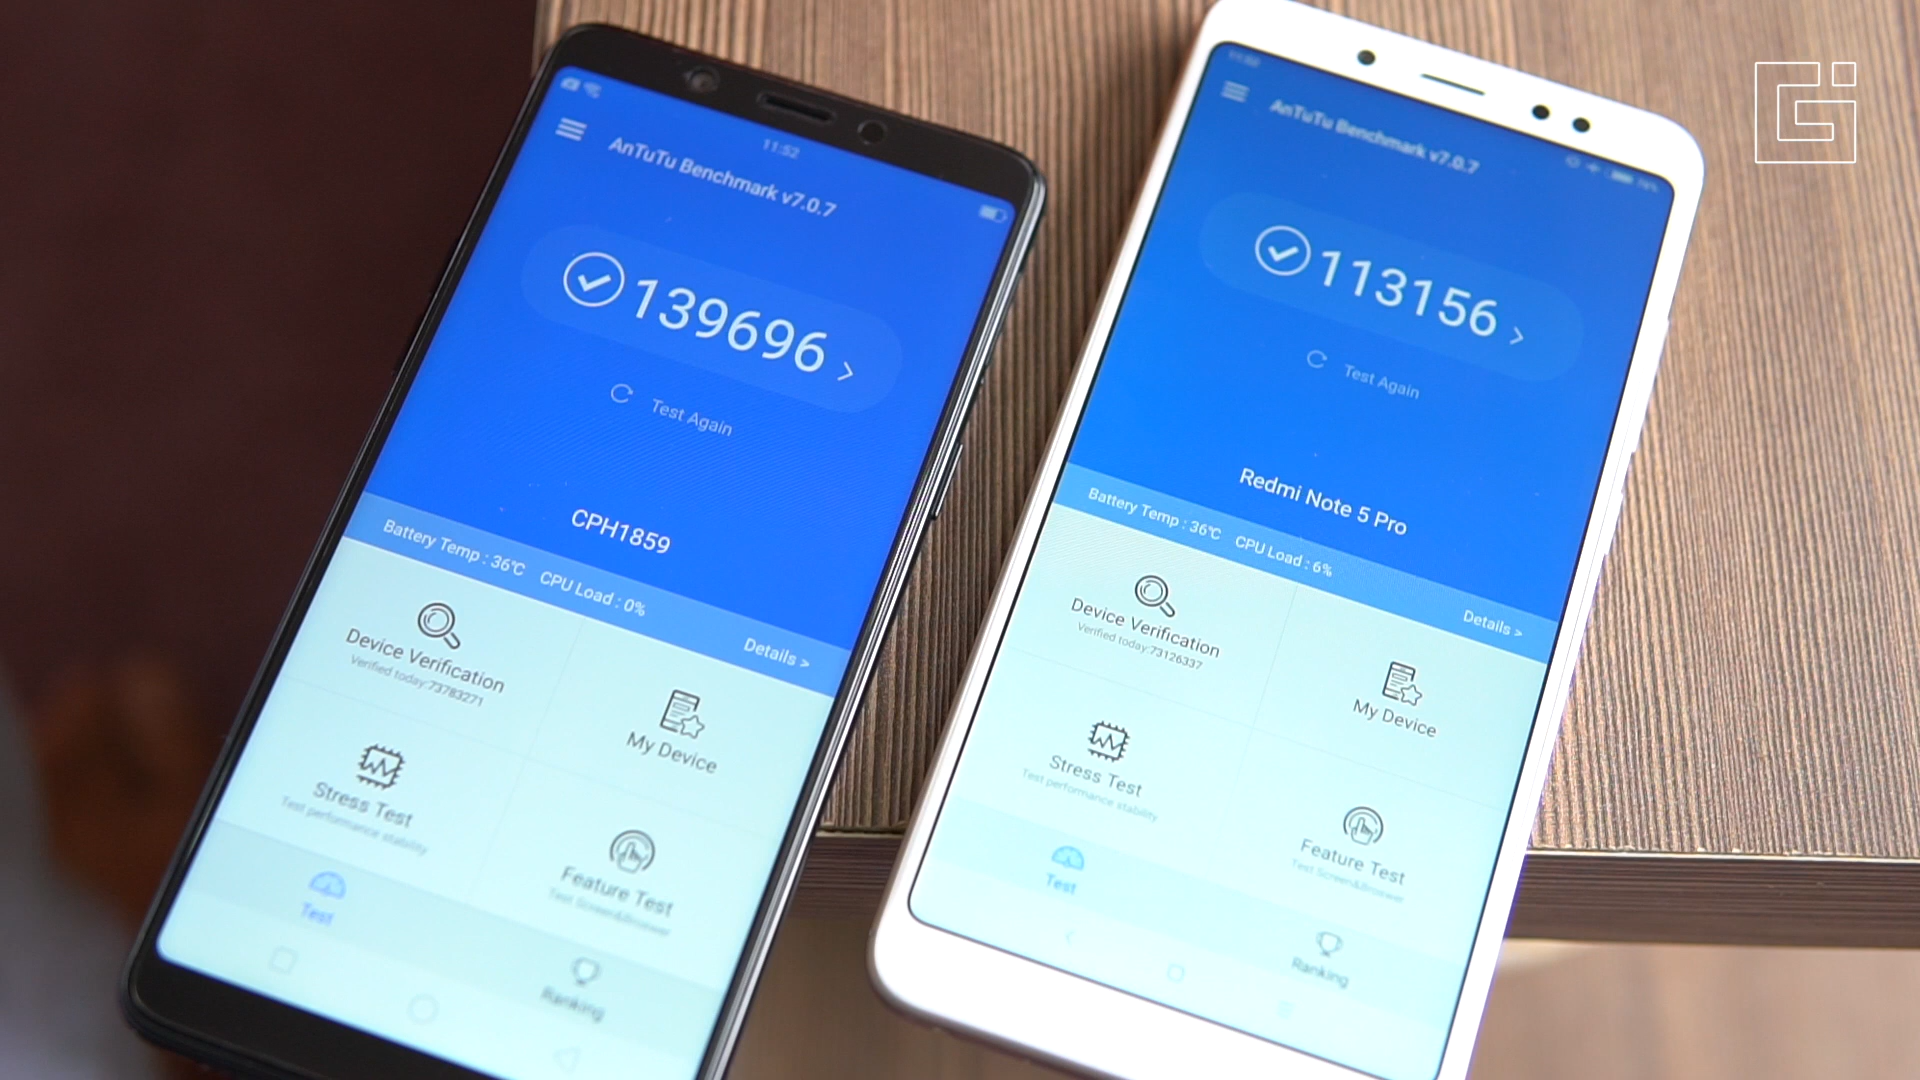 11:52
AnTuTu Benchmark v7.0.7
139696 >
Test Again
CPH1859
Battery Temp : 36℃ CPU Load : 0%
Details >
Device Verification
Verified today:73783271
My Device
Stress Test
Test performance stability
Feature Test
Test Screen&Browser
Test
Ranking
11:52
AnTuTu Benchmark v7.0.7
113156 >
Test Again
Redmi Note 5 Pro
Battery Temp : 36℃ CPU Load : 6%
Details >
Device Verification
Verified today:73126337
My Device
Stress Test
Test performance stability
Feature Test
Test Screen&Browser
Test
Ranking